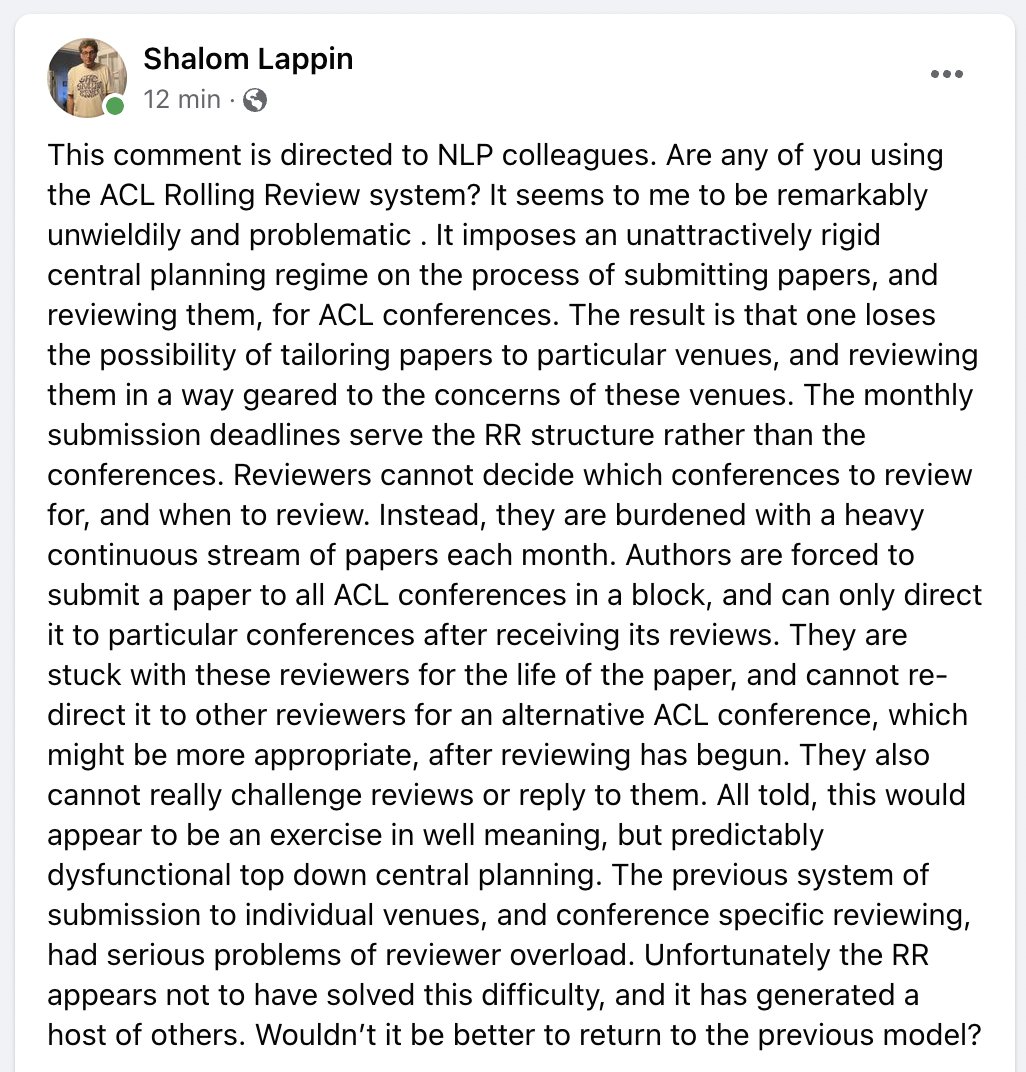 Shalom Lappin
12 min ·
This comment is directed to NLP colleagues. Are any of you using
the ACL Rolling Review system? It seems to me to be remarkably
unwieldily and problematic . It imposes an unattractively rigid
central planning regime on the process of submitting papers, and
reviewing them, for ACL conferences. The result is that one loses
the possibility of tailoring papers to particular venues, and reviewing
them in a way geared to the concerns of these venues. The monthly
submission deadlines serve the RR structure rather than the
conferences. Reviewers cannot decide which conferences to review
for, and when to review. Instead, they are burdened with a heavy
continuous stream of papers each month. Authors are forced to
submit a paper to all ACL conferences in a block, and can only direct
it to particular conferences after receiving its reviews. They are
stuck with these reviewers for the life of the paper, and cannot re-
direct it to other reviewers for an alternative ACL conference, which
might be more appropriate, after reviewing has begun. They also
cannot really challenge reviews or reply to them. All told, this would
appear to be an exercise in well meaning, but predictably
dysfunctional top down central planning. The previous system of
submission to individual venues, and conference specific reviewing,
had serious problems of reviewer overload. Unfortunately the RR
appears not to have solved this difficulty, and it has generated a
host of others. Wouldn’t it be better to return to the previous model?